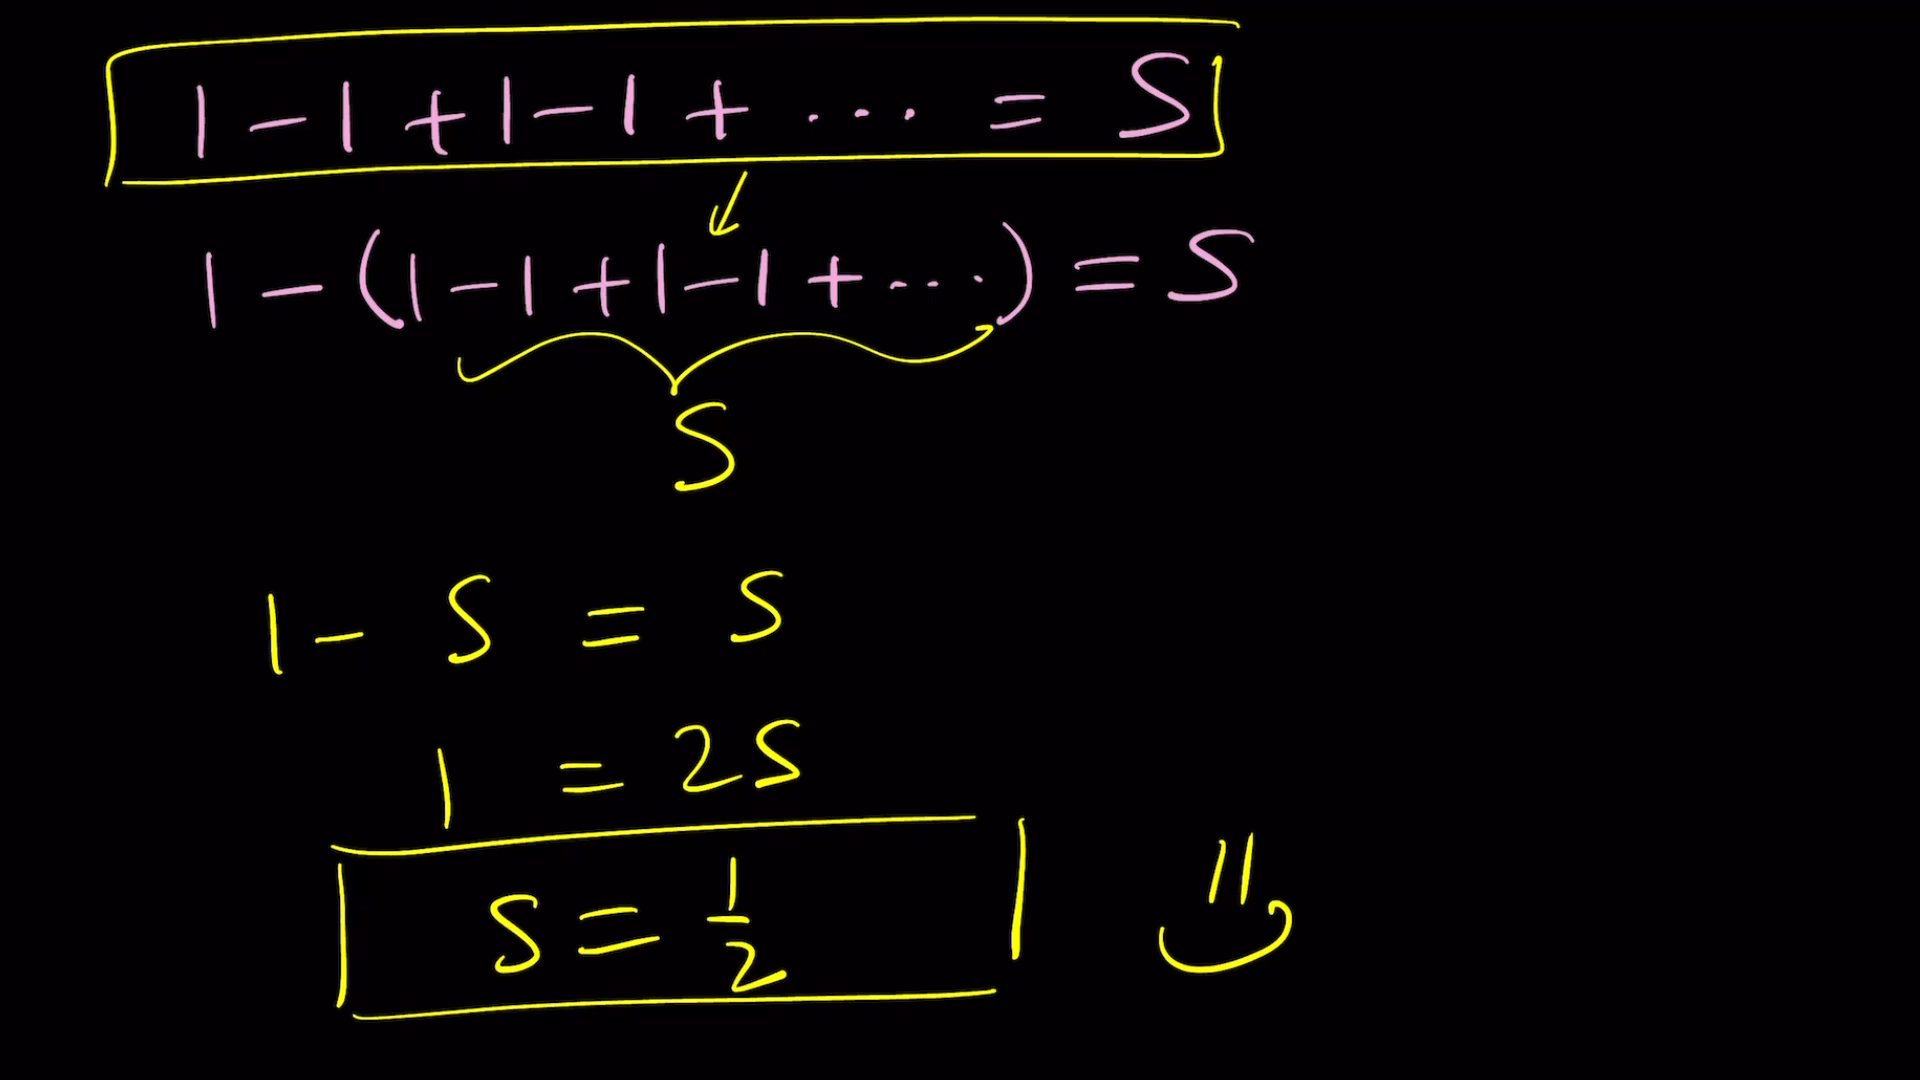 1 - 1 + 1 - 1 + ... = S
1 - (1 - 1 + 1 - 1 + ...) = S
S
1 - S = S
1 = 2S
S = 1/2